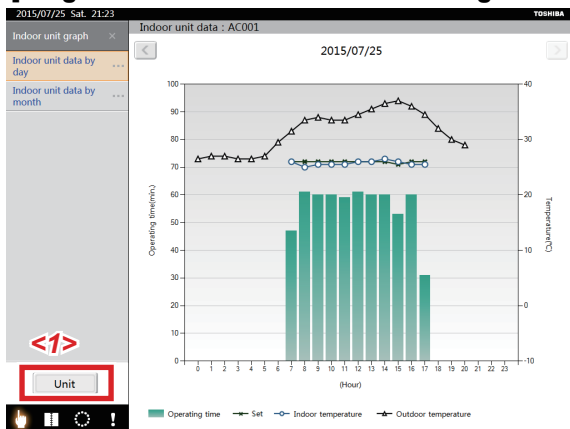 2015/07/25 Sat. 21:23
TOSHIBA
Indoor unit graph
×
Indoor unit data : AC001
Indoor unit data by
day
...
Indoor unit data by
month
...
<
2015/07/25
>
100
90
80
70
60
50
40
30
20
10
0
Operating time(min.)
40
30
20
10
0
-10
Temperature(℃)
0 1 2 3 4 5 6 7 8 9 10 11 12 13 14 15 16 17 18 19 20 21 22 23
(Hour)
Operating time Set Indoor temperature Outdoor temperature
<1>
Unit
!